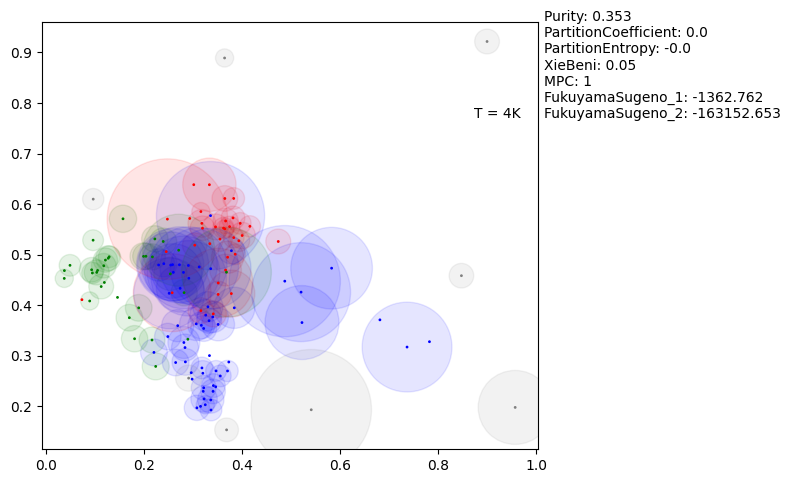 Purity: 0.353
PartitionCoefficient: 0.0
PartitionEntropy: -0.0
XieBeni: 0.05
MPC: 1
FukuyamaSugeno_1: -1362.762
FukuyamaSugeno_2: -163152.653
T = 4K
0.9
0.8
0.7
0.6
0.5
0.4
0.3
0.2
0.0 0.2 0.4 0.6 0.8 1.0